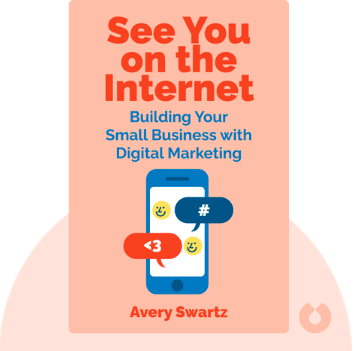 See You
on the
Internet
Building Your
Small Business with
Digital Marketing
#
<3
Avery Swartz